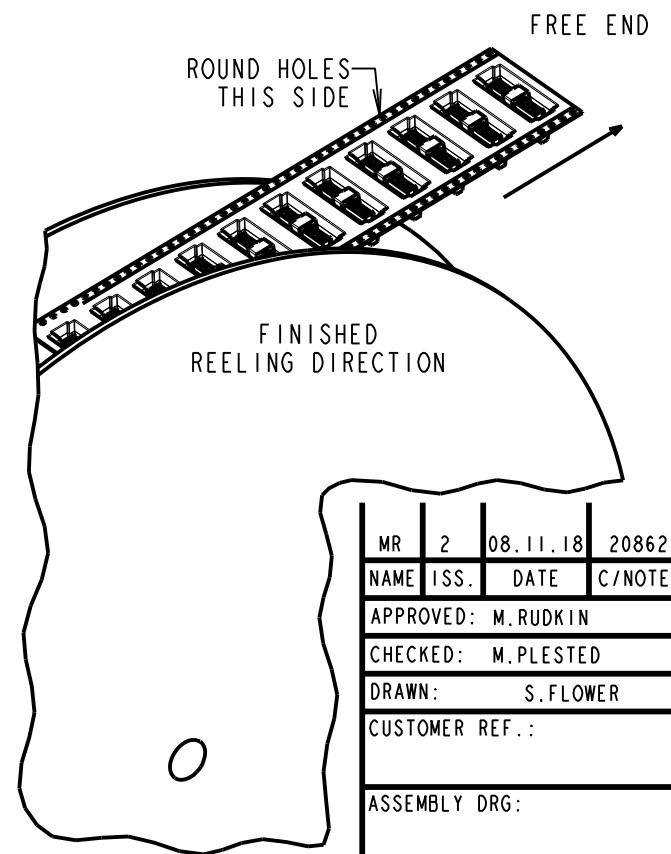 FREE END
ROUND HOLES
THIS SIDE
FINISHED
REELING DIRECTION
MR 2 08.11.18 20862
NAME ISS. DATE C/NOTE
APPROVED: M.RUDKIN
CHECKED: M.PLESTED
DRAWN: S.FLOWER
CUSTOMER REF.:
ASSEMBLY DRG: